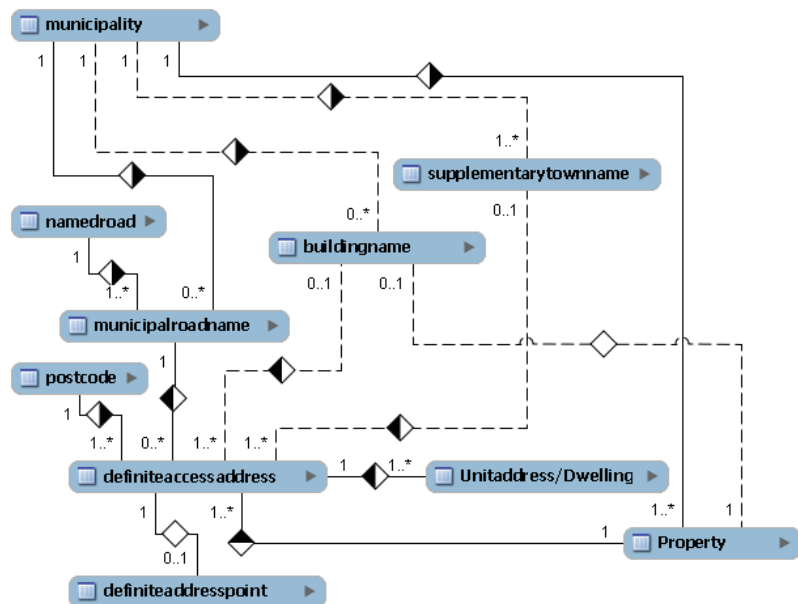 municipality
1 1 1 1
1..*
supplementarytownname
namedroad
0..*
0..1
buildingname
1
0..1 0..1
1..* 0..*
municipalroadname
1
postcode
1
1..* 0..* 1..* 1..*
definiteaccessaddress
1 1..*
Unitaddress/Dwelling
1 1..*
1..* 1
1
Property
0..1
definiteaddresspoint